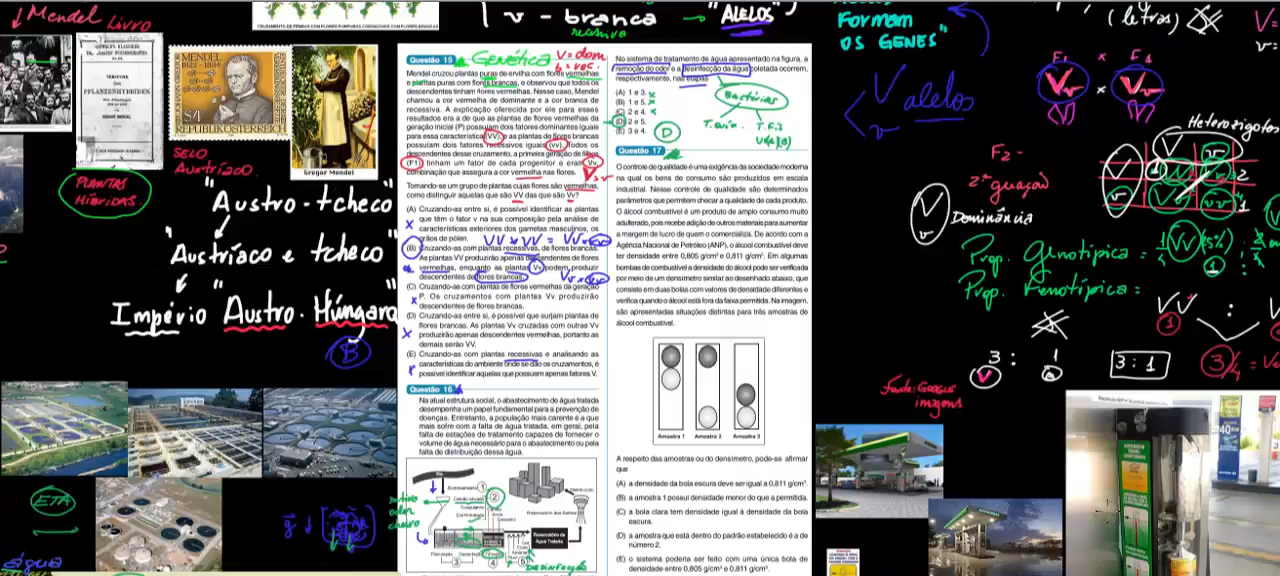 Mendel Livro
CRUZAMENTO DE
v - branca → "ALELOS"
recessivo
Formam
OS GENES"
(letras)
V=
v=
PFLANZENHYBRIDEN
MENDEL
1822 - 1884
S4
REPUBLIK ÖSTERREICH
Gregor Mendel
SELO
Austríaco.
PLANTAS
HÍBRIDAS.
"Austro-tcheco"
"Austríaco e tcheco"
Império "Austro-Húngaro"
B
ETA
água
Questão 15
Genética
V = dom
Mendel cruzou plantas puras de ervilha com flores vermelhas
e plantas puras com flores brancas, e observou que todos os
descendentes tinham flores vermelhas. Nesse caso, Mendel
chamou a cor vermelha de dominante e a cor branca de
recessiva. A explicação oferecida por ele para esses
resultados era a de que as plantas de flores vermelhas da
geração inicial (P) possuíam dois fatores dominantes iguais
para essa característica (VV), e as plantas de flores brancas
possuíam dois fatores recessivos iguais (vv). Todos os
descendentes desse cruzamento, a primeira geração de filhos
(F1), tinham um fator de cada progenitor e eram Vv,
combinação que assegura a cor vermelha nas flores.
Tomando-se um grupo de plantas cujas flores são vermelhas,
como distinguir aquelas que são VV das que são Vv?
(A) Cruzando-as entre si, é possível identificar as plantas
que têm o fator v na sua composição pela análise de
características exteriores dos gametas masculinos, os
grãos de pólen.
(B) Cruzando-as com plantas recessivas, de flores brancas.
As plantas VV produzirão apenas descendentes de flores
vermelhas, enquanto as plantas Vv podem produzir
descendentes de flores brancas.
(C) Cruzando-as com plantas de flores vermelhas da geração
P. Os cruzamentos com plantas Vv produzirão
descendentes de flores brancas.
(D) Cruzando-as entre si, é possível que surjam plantas de
flores brancas. As plantas Vv cruzadas com outras Vv
produzirão apenas descendentes vermelhas, portanto as
demais serão VV.
(E) Cruzando-as com plantas recessivas e analisando as
características do ambiente onde se dão os cruzamentos, é
possível identificar aquelas que possuem apenas fatores V.
Questão 16
Na atual estrutura social, o abastecimento de água tratada
desempenha um papel fundamental para a prevenção de
doenças. Entretanto, a população mais carente é a que
mais sofre com a falta de água tratada, em geral, pela
falta de estações de tratamento capazes de fornecer o
volume de água necessário para o abastecimento ou pela
falta de distribuição dessa água.
1
2
3
4
5
Desinfecção
No sistema de tratamento de água apresentado na figura, a
remoção do odor e a desinfecção da água coletada ocorrem,
respectivamente, nas etapas
(A) 1 e 3.
(B) 1 e 5.
(C) 2 e 4.
(D) 2 e 5.
(E) 3 e 4.
Bactérias
D
Questão 17
O controle de qualidade é uma exigência da sociedade moderna
na qual os bens de consumo são produzidos em escala
industrial. Nesse controle de qualidade são determinados
parâmetros que permitem checar a qualidade de cada produto.
O álcool combustível é um produto de amplo consumo muito
adulterado, pois recebe adição de outros materiais para aumentar
a margem de lucro de quem o comercializa. De acordo com a
Agência Nacional de Petróleo (ANP), o álcool combustível deve
ter densidade entre 0,805 g/cm³ e 0,811 g/cm³. Em algumas
bombas de combustível a densidade do álcool pode ser verificada
por meio de um densímetro similar ao desenhado abaixo, que
consiste em duas bolas com valores de densidade diferentes e
verifica quando o álcool está fora da faixa permitida. Na imagem,
são apresentadas situações distintas para três amostras de
álcool combustível.
Amostra 1 Amostra 2 Amostra 3
A respeito das amostras ou do densímetro, pode-se afirmar
que
(A) a densidade da bola escura deve ser igual a 0,811 g/cm³.
(B) a amostra 1 possui densidade menor do que a permitida.
(C) a bola clara tem densidade igual à densidade da bola
escura.
(D) a amostra que está dentro do padrão estabelecido é a de
número 2.
(E) o sistema poderia ser feito com uma única bola de
densidade entre 0,805 g/cm³ e 0,811 g/cm³.
V alelos
v
F1 x F1
Vv x Vv
Heterozigotos
F2 -
2ª geração
V
v
Dominância
Prop. Genotípica =
Prop. Fenotípica =
3 : 1
3 : 1
3/4 = V
Fonte: Google
imagens